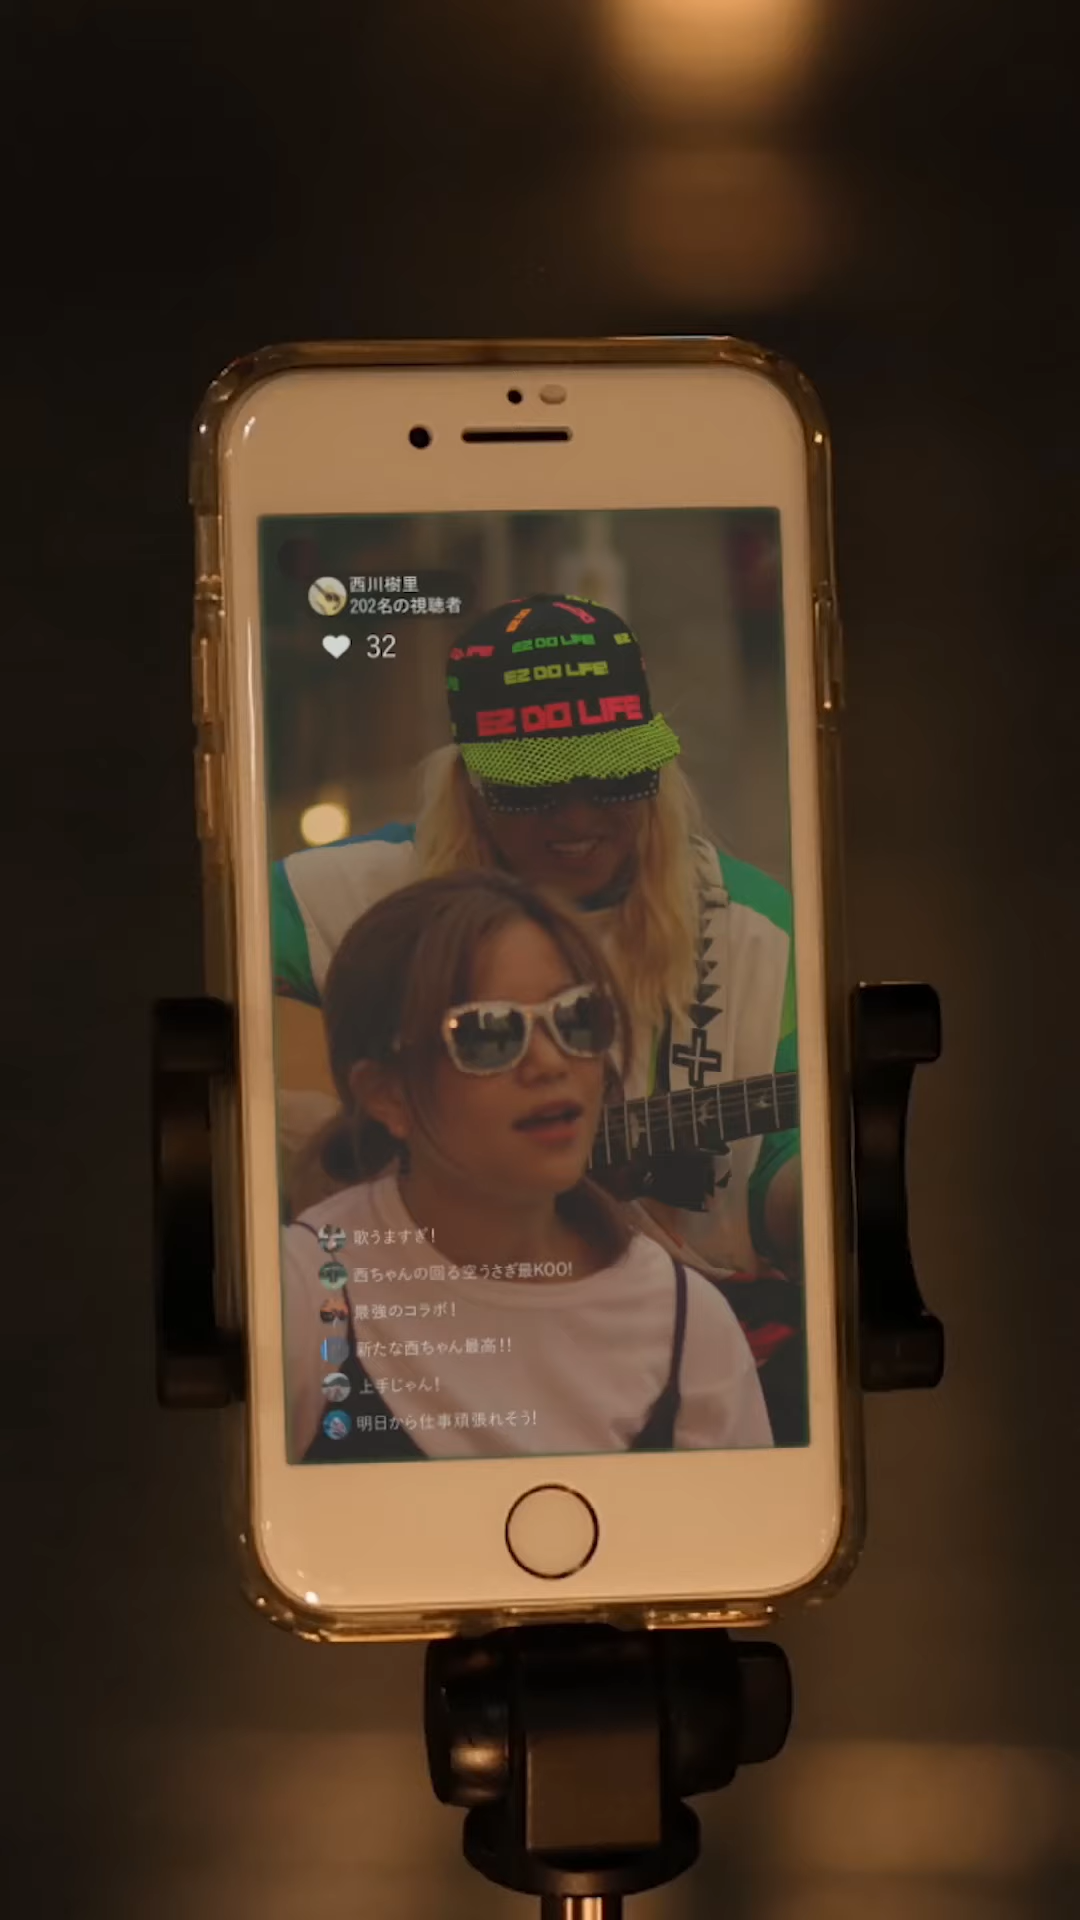 西川樹里
202名の視聴者
32
EZ DO LIFE
EZ DO LIFE
EZ DO LIFE
歌うますぎ!
西ちゃんの回る空うさぎ最KOO!
最強のコラボ!
新たな西ちゃん最高!!
上手じゃん!
明日から仕事頑張れそう!